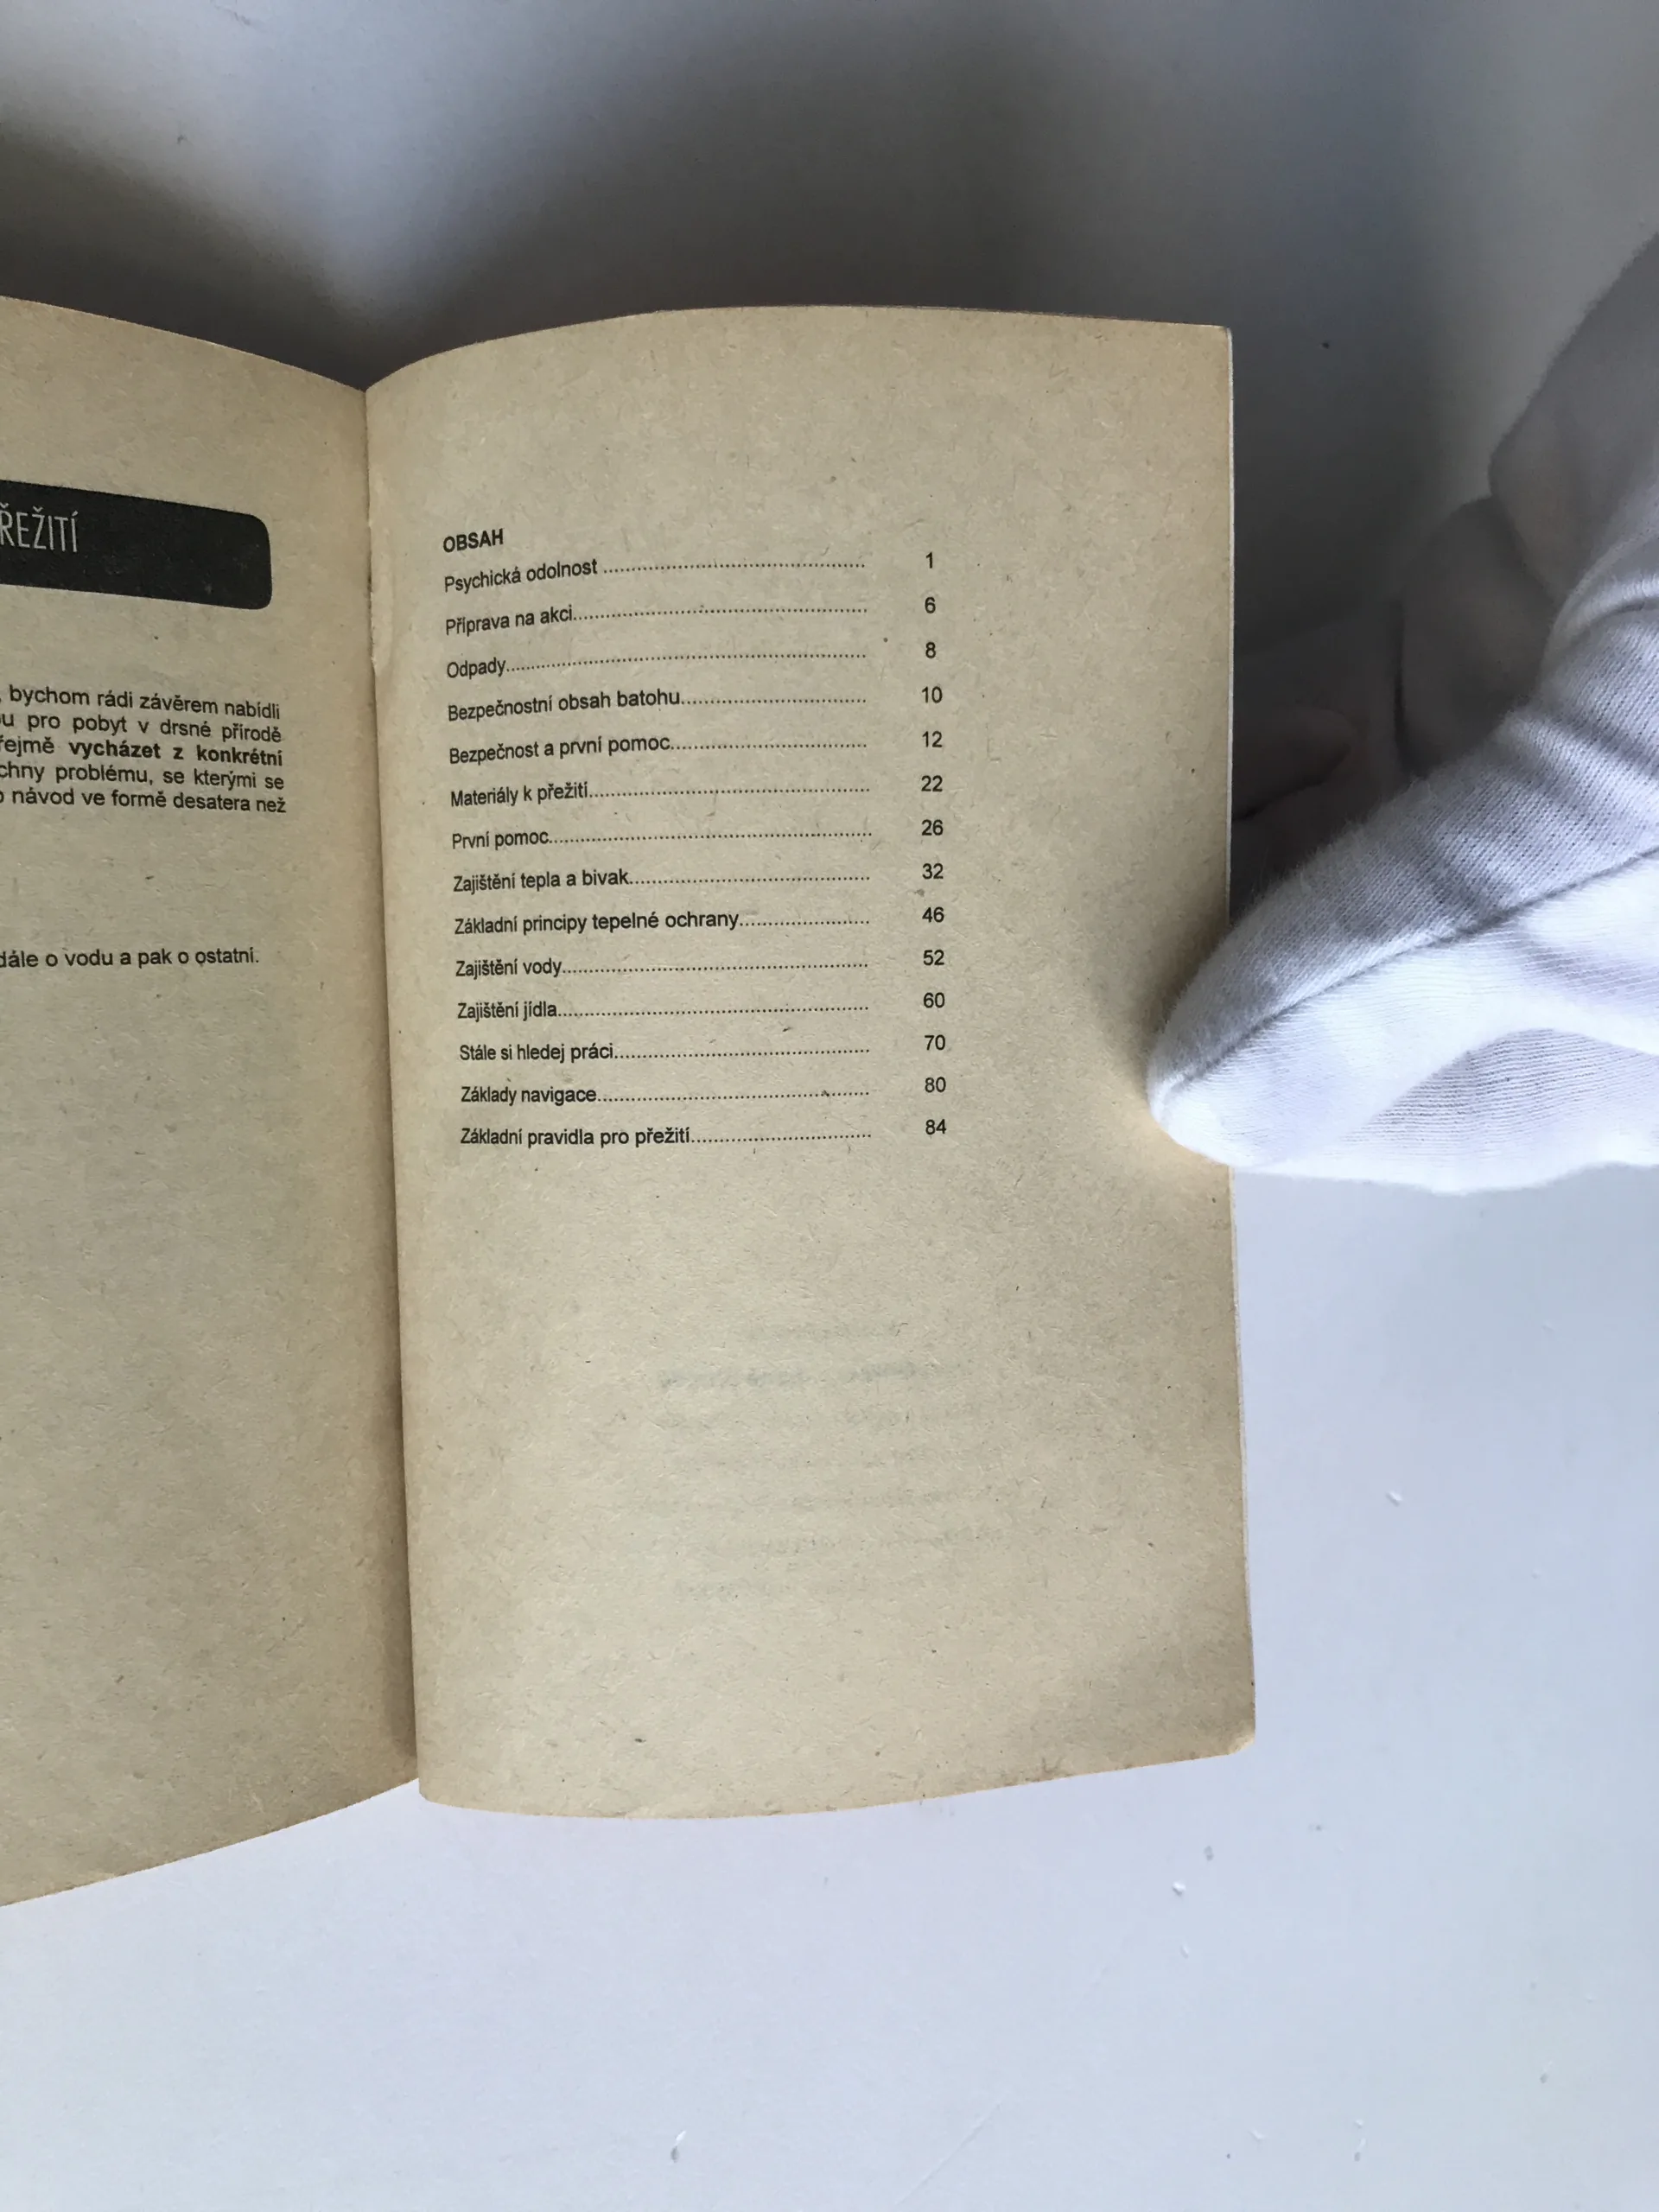 ŘEŽITÍ
bychom rádi závěrem nabídli
pro pobyt v drsné přírodě
vycházet z konkrétní
problému, se kterými se
návod ve formě desatera než
dále o vodu a pak o ostatní.
OBSAH
Psychická odolnost ........ 1
Příprava na akci........ 6
Odpady........ 8
Bezpečnostní obsah batohu........ 10
Bezpečnost a první pomoc........ 12
Materiály k přežití........ 22
První pomoc........ 26
Zajištění tepla a bivak........ 32
Základní principy tepelné ochrany........ 46
Zajištění vody........ 52
Zajištění jídla........ 60
Stále si hledej práci........ 70
Základy navigace........ 80
Základní pravidla pro přežití........ 84